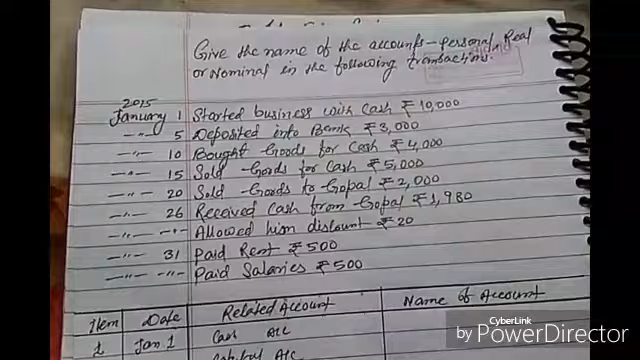 Give the name of the accounts - Personal, Real
or Nominal in the following transactions.
2015
January 1 Started business with cash ₹ 10,000
-"- 5 Deposited into Bank ₹ 3,000
-"- 10 Bought Goods for cash ₹ 4,000
-"- 15 Sold Goods for Cash ₹ 5,000
-"- 20 Sold Goods to Gopal ₹ 2,000
-"- 26 Received Cash from Gopal ₹ 1,980
-"- -"- Allowed him discount ₹ 20
-"- 31 Paid Rent ₹ 500
-"- -"- Paid Salaries ₹ 500
Item Date Related Account Name of Account
1 Jan. 1 Cash A/c
Capital A/c
CyberLink
by PowerDirector